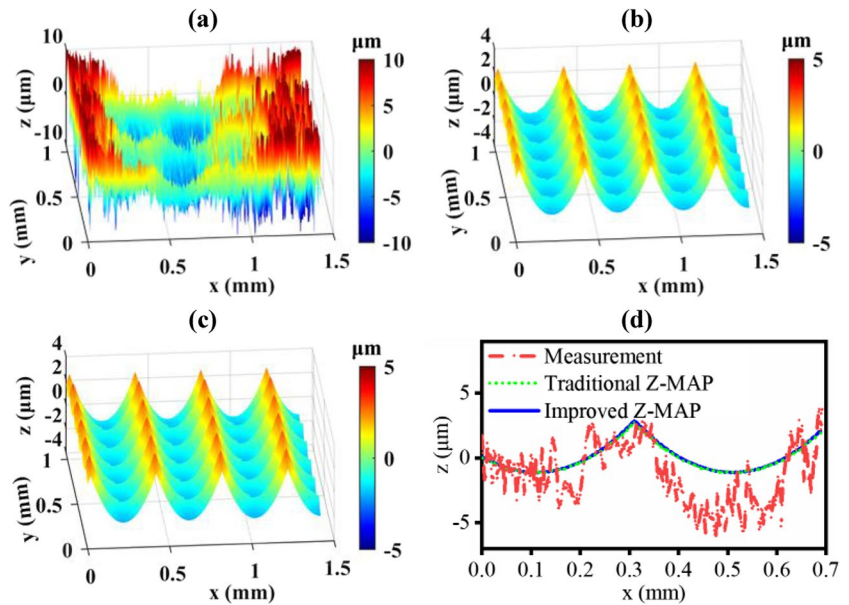 (a)
μm
10
0
-10
z (μm)
1
0.5
0
y (mm)
0
0.5
1
1.5
x (mm)
10
5
0
-5
-10
(b)
μm
4
2
0
-2
-4
z (μm)
1
0.5
0
y (mm)
0
0.5
1
1.5
x (mm)
5
0
-5
(c)
μm
4
2
0
-2
-4
z (μm)
1
0.5
0
y (mm)
0
0.5
1
1.5
x (mm)
5
0
-5
(d)
Measurement
Traditional Z-MAP
Improved Z-MAP
5
0
-5
z (μm)
0.0 0.1 0.2 0.3 0.4 0.5 0.6 0.7
x (mm)